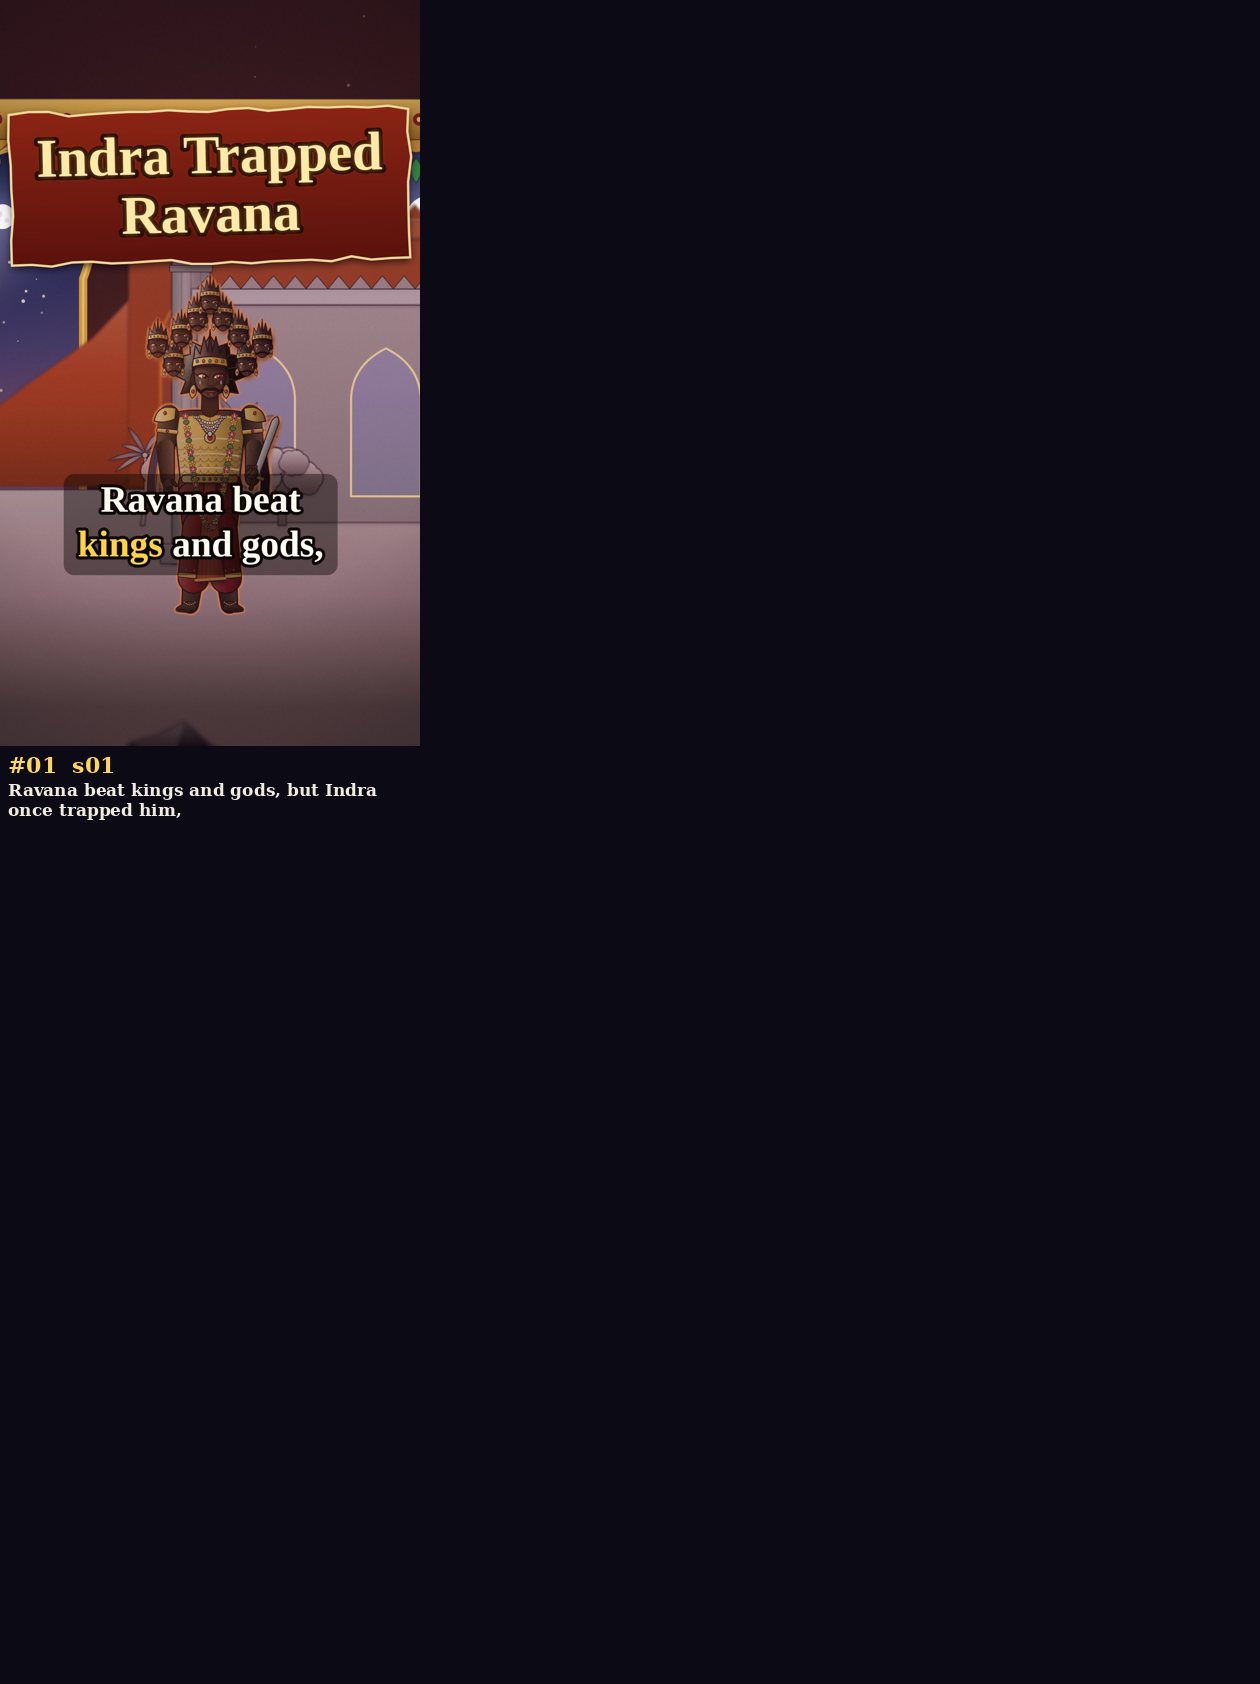 Indra Trapped
Ravana
Ravana beat
kings and gods,
#01 s01
Ravana beat kings and gods, but Indra
once trapped him,